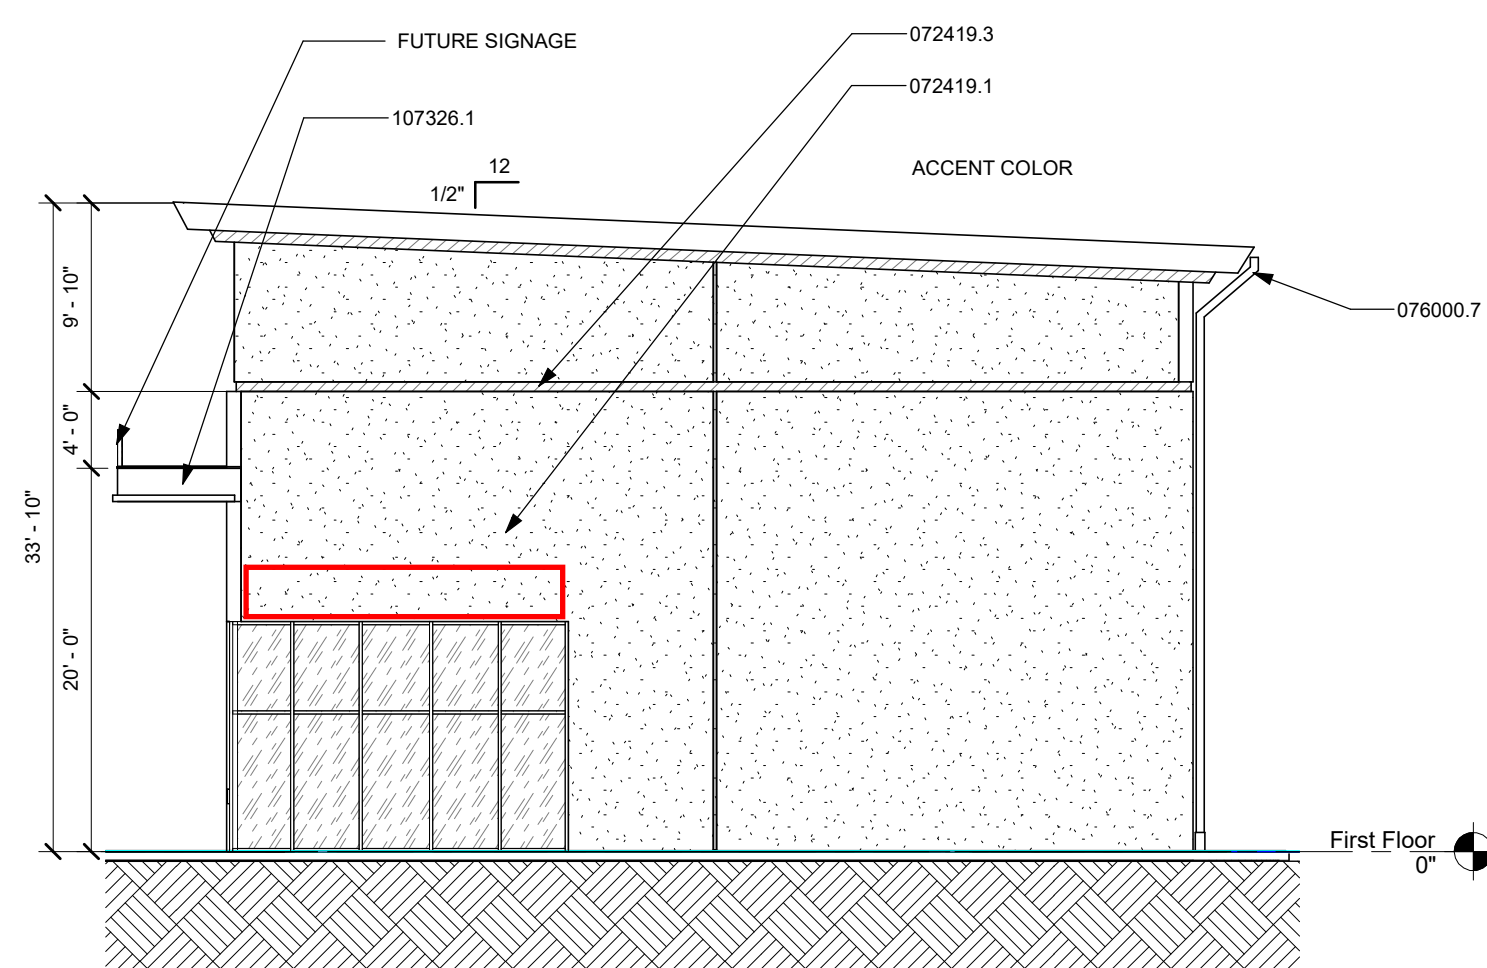 FUTURE SIGNAGE
072419.3
072419.1
107326.1
12
1/2"
ACCENT COLOR
9' - 10"
4' - 0"
33' - 10"
20' - 0"
076000.7
First Floor
0"